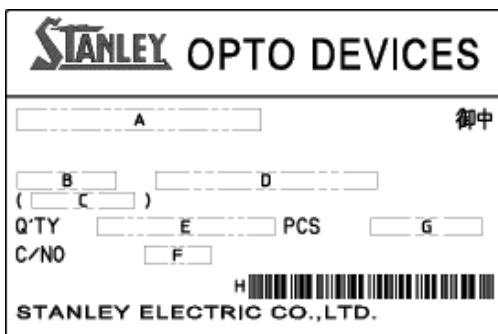 STANLEY OPTO DEVICES
A 御中
B D
( C )
Q'TY E PCS G
C/NO F
H
STANLEY ELECTRIC CO.,LTD.